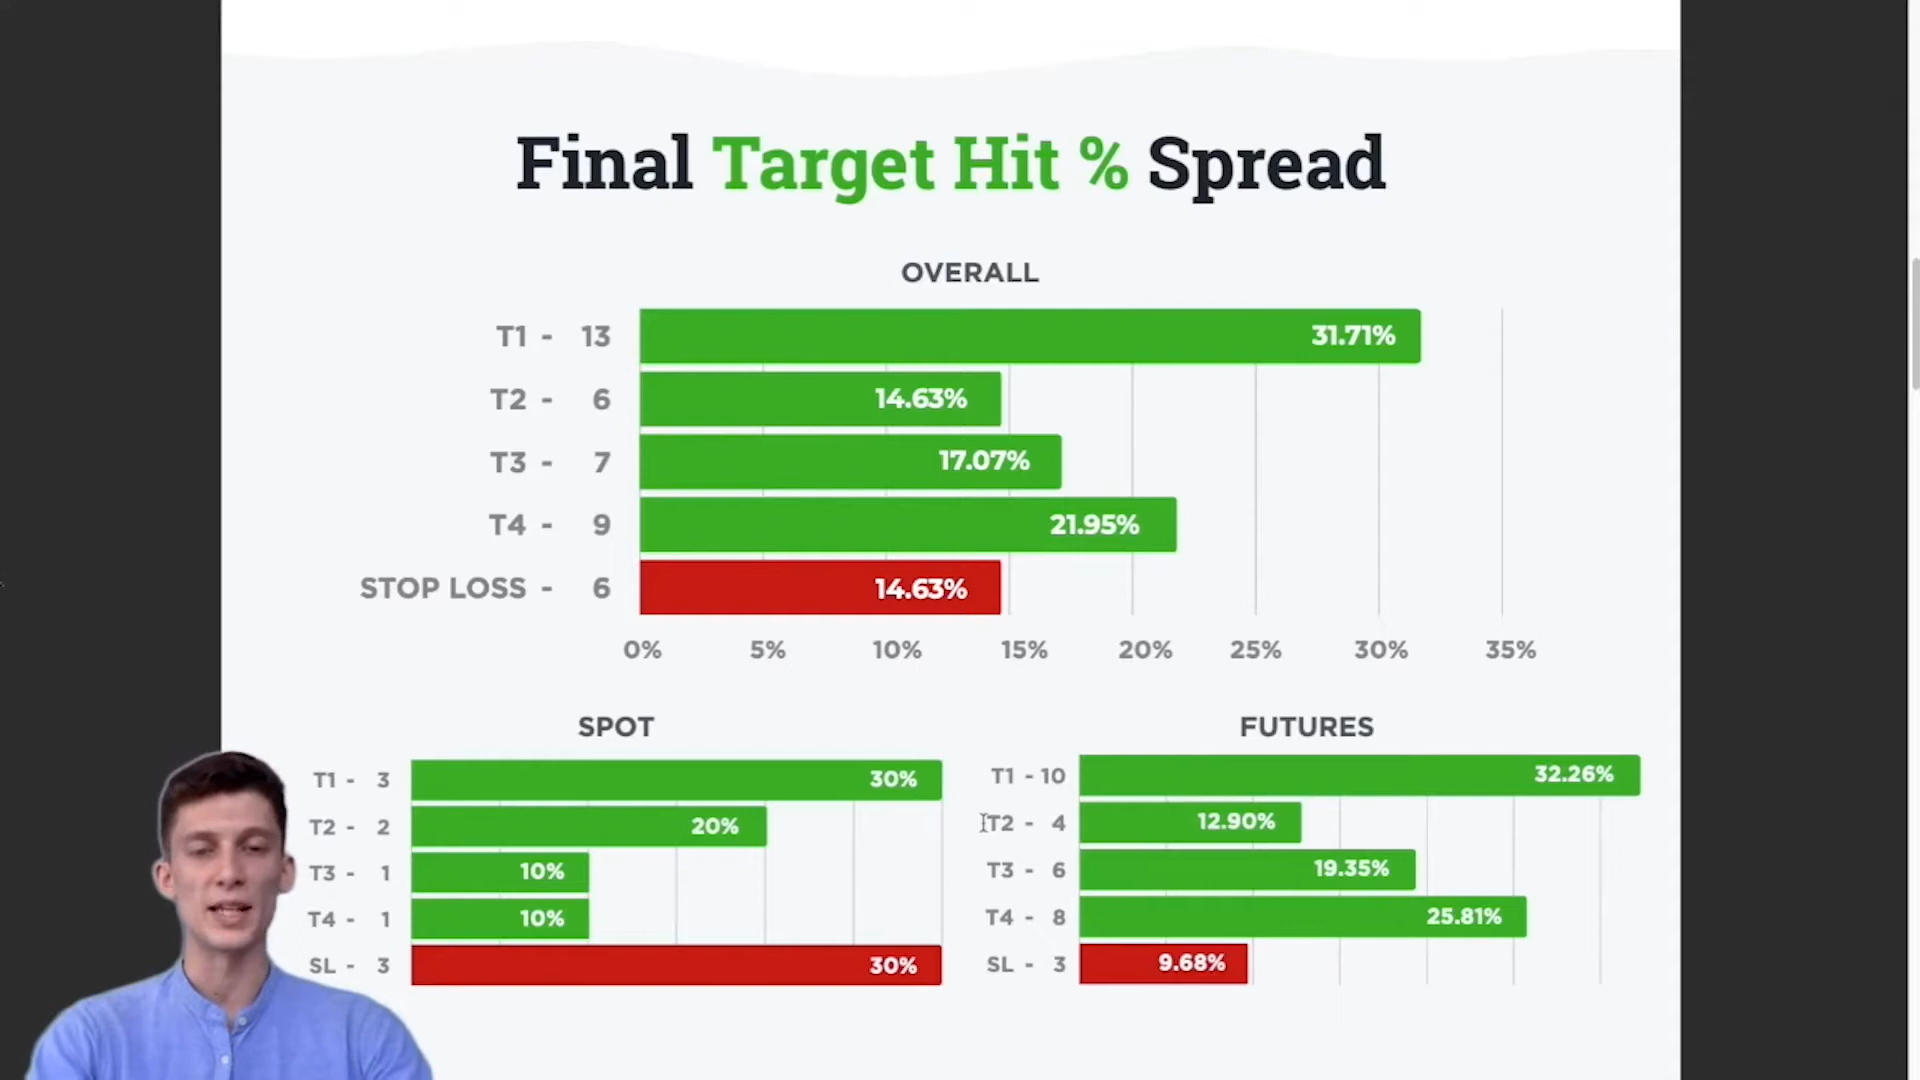 Final Target Hit % Spread
OVERALL
T1 - 13 31.71%
T2 - 6 14.63%
T3 - 7 17.07%
T4 - 9 21.95%
STOP LOSS - 6 14.63%
0% 5% 10% 15% 20% 25% 30% 35%
SPOT
T1 - 3 30%
T2 - 2 20%
T3 - 1 10%
T4 - 1 10%
SL - 3 30%
FUTURES
T1 - 10 32.26%
T2 - 4 12.90%
T3 - 6 19.35%
T4 - 8 25.81%
SL - 3 9.68%